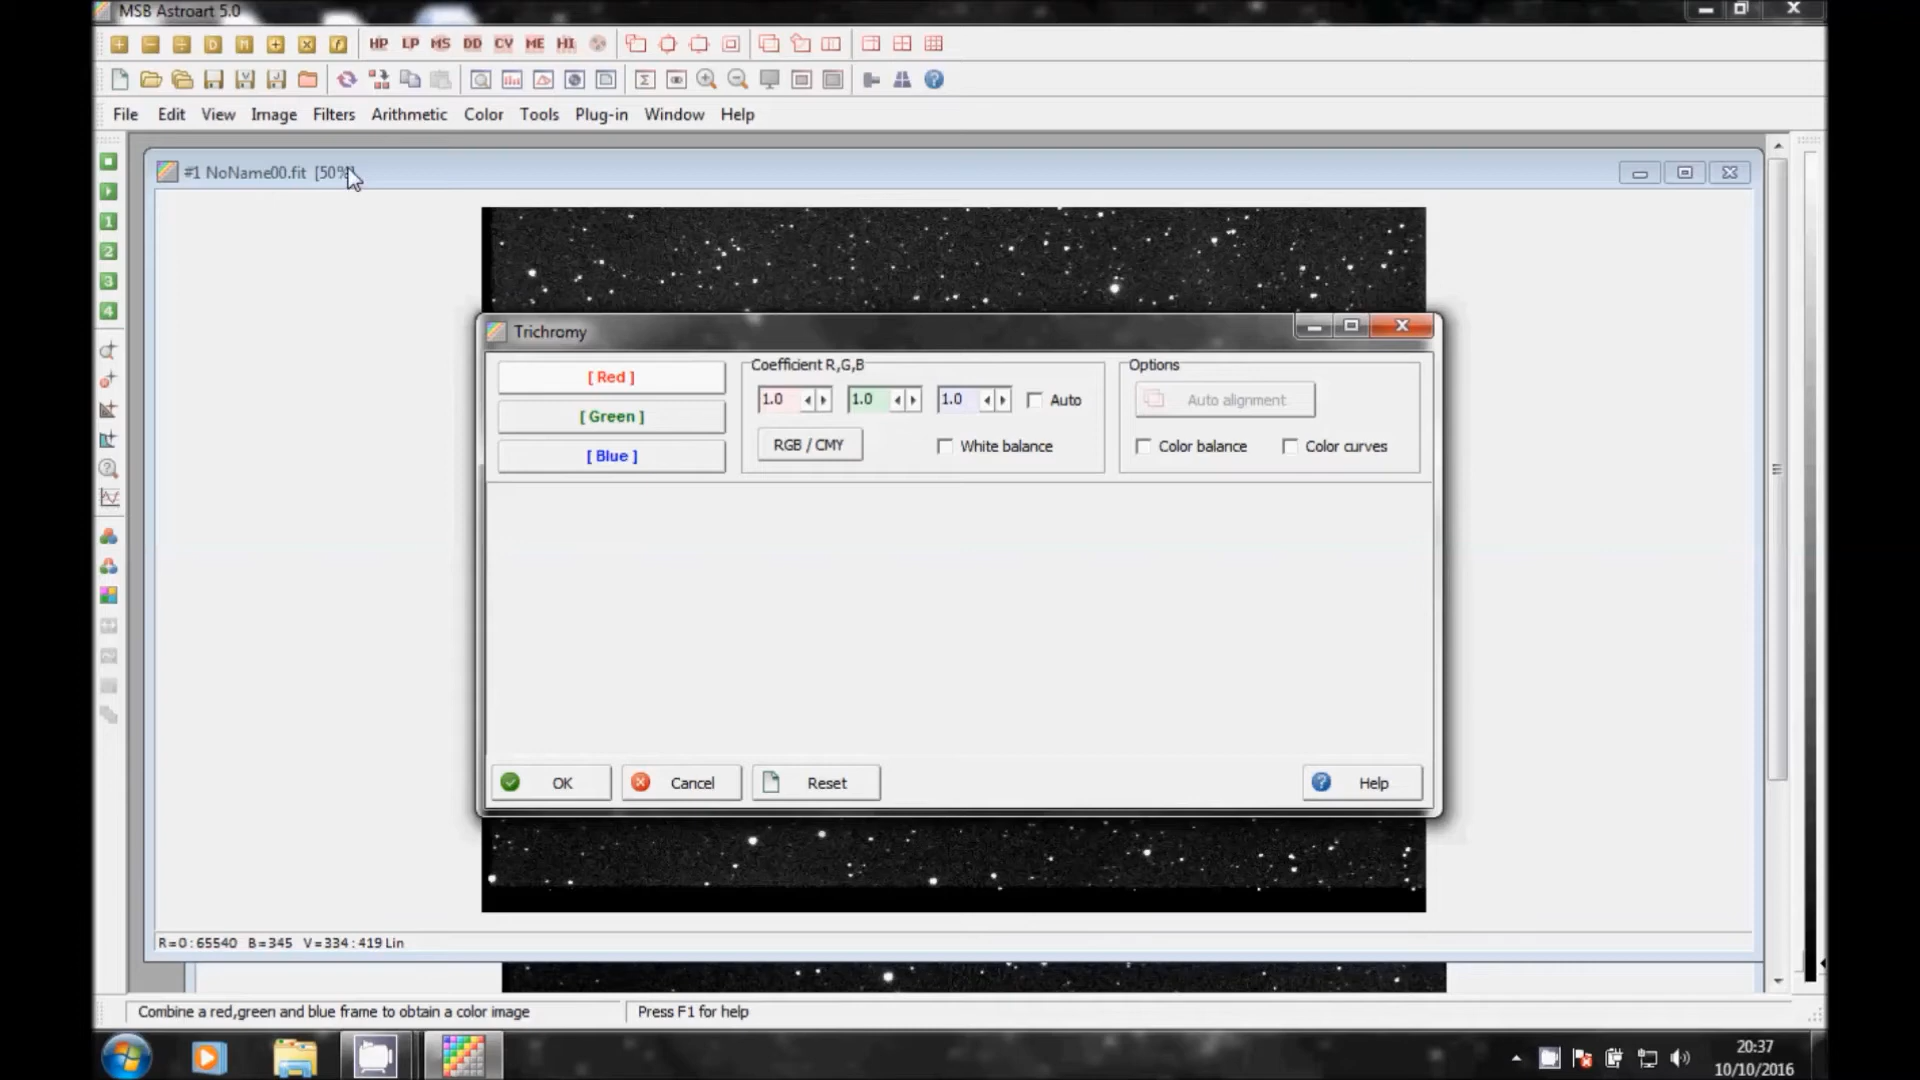 MSB Astroart 5.0
D M X f HP LP MS DD CV ME HI
File Edit View Image Filters Arithmetic Color Tools Plug-in Window Help
#1 NoName00.fit [50%]
1
2
3
4
Trichromy
[ Red ]
[ Green ]
[ Blue ]
Coefficient R,G,B
1.0 1.0 1.0 Auto
RGB / CMY White balance
Options
Auto alignment
Color balance Color curves
OK Cancel Reset Help
R=0:65540 B=345 V=334:419 Lin
Combine a red,green and blue frame to obtain a color image Press F1 for help
20:37
10/10/2016